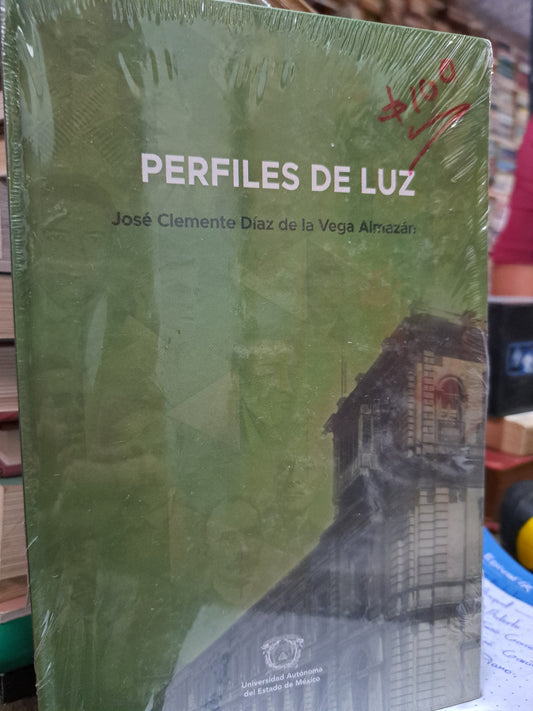 $100
PERFILES DE LUZ
José Clemente Díaz de la Vega Almazán
Universidad Autónoma
del Estado de México